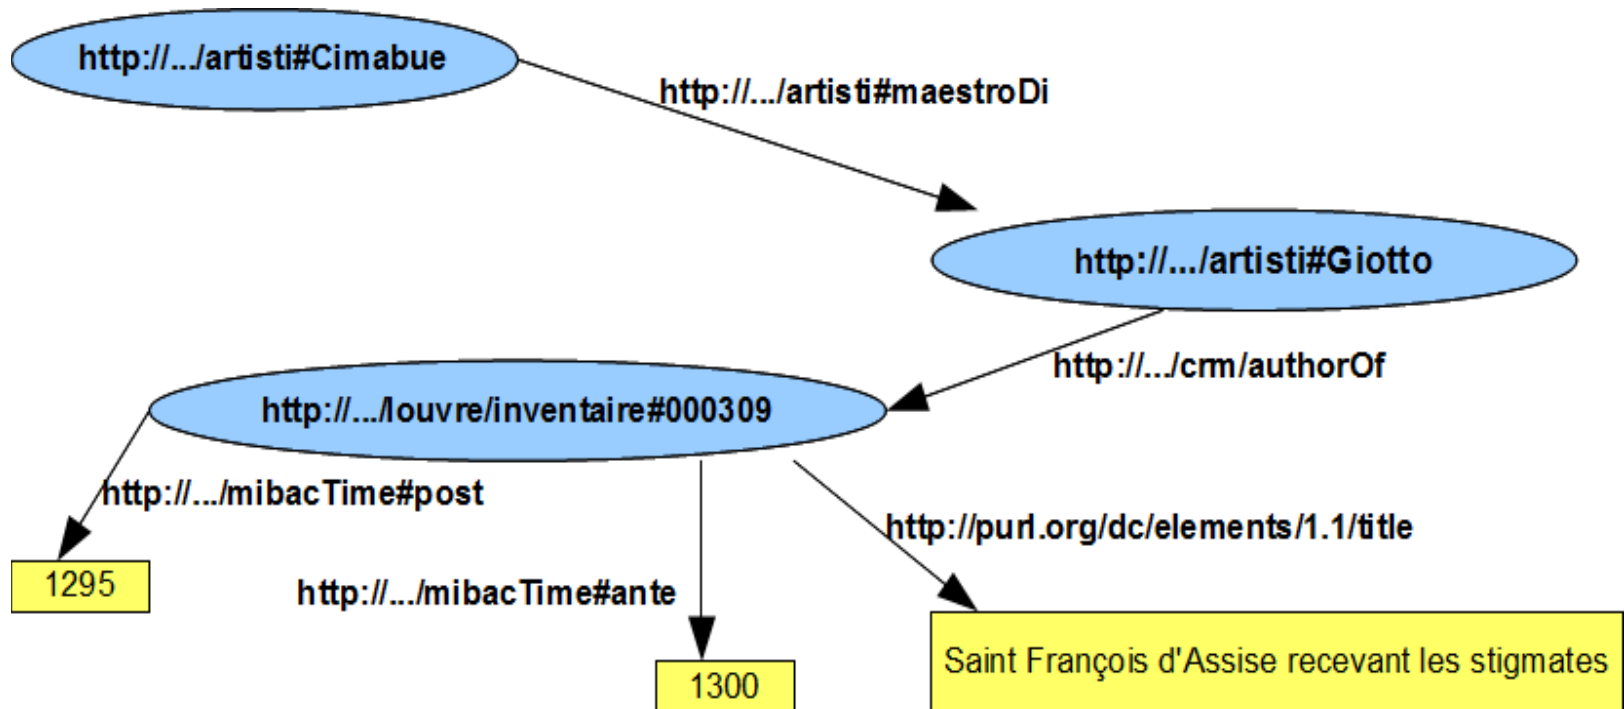 http://.../artisti#Cimabue
http://.../artisti#maestroDi
http://.../artisti#Giotto
http://.../crm/authorOf
http://.../louvre/inventaire#000309
http://.../mibacTime#post
http://purl.org/dc/elements/1.1/title
1295
http://.../mibacTime#ante
Saint François d'Assise recevant les stigmates
1300